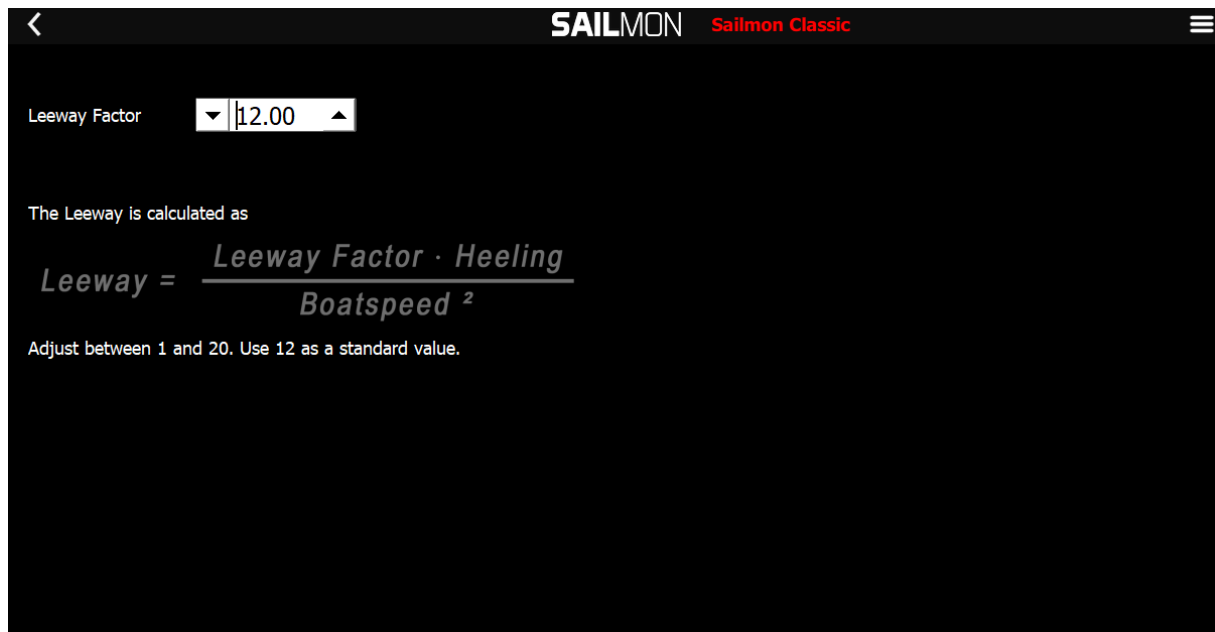 SAILMON Sailmon Classic
Leeway Factor 12.00
The Leeway is calculated as
Leeway = Leeway Factor · Heeling
Boatspeed ²
Adjust between 1 and 20. Use 12 as a standard value.